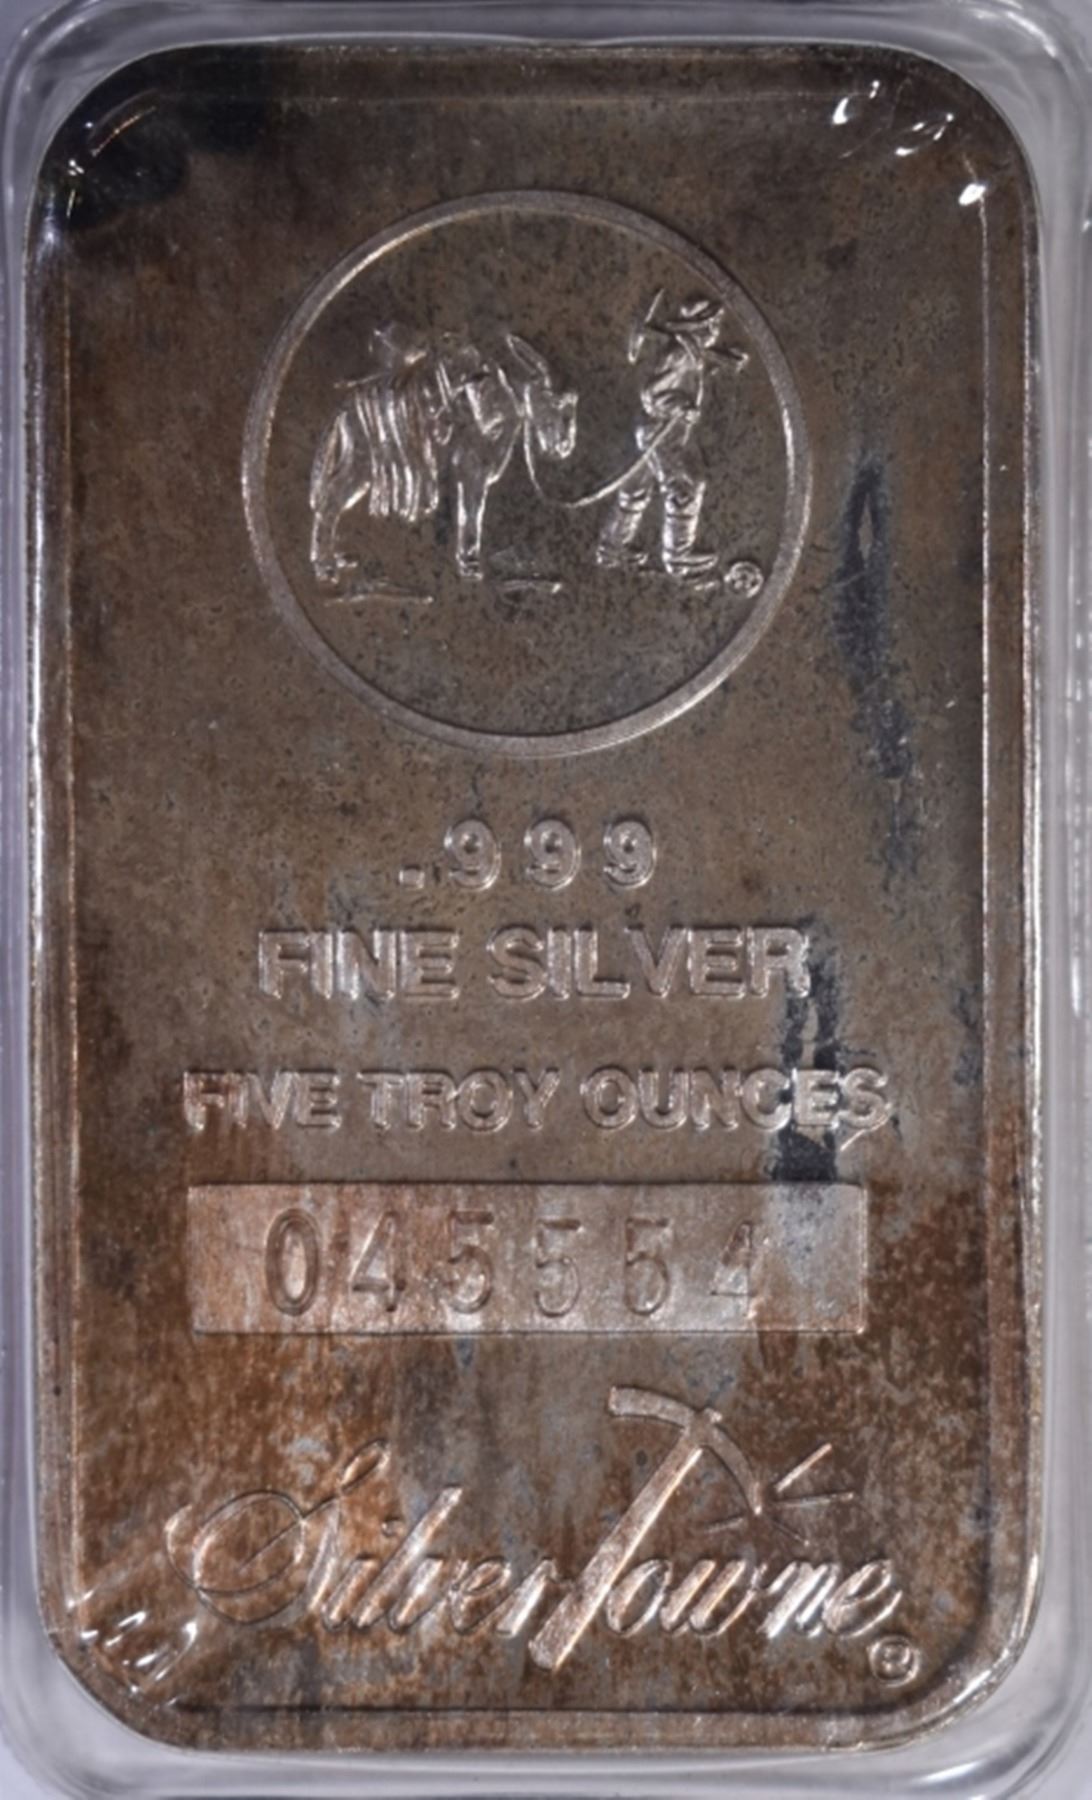 ®
.999
FINE SILVER
FIVE TROY OUNCES
045554
SilverTowne®